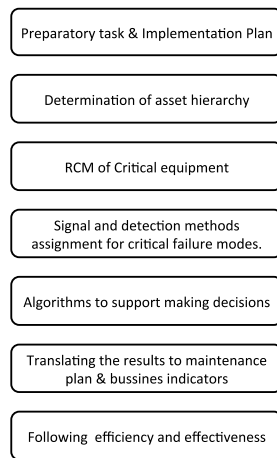 Preparatory task & Implementation Plan
Determination of asset hierarchy
RCM of Critical equipment
Signal and detection methods
assignment for critical failure modes.
Algorithms to support making decisions
Translating the results to maintenance
plan & bussines indicators
Following efficiency and effectiveness